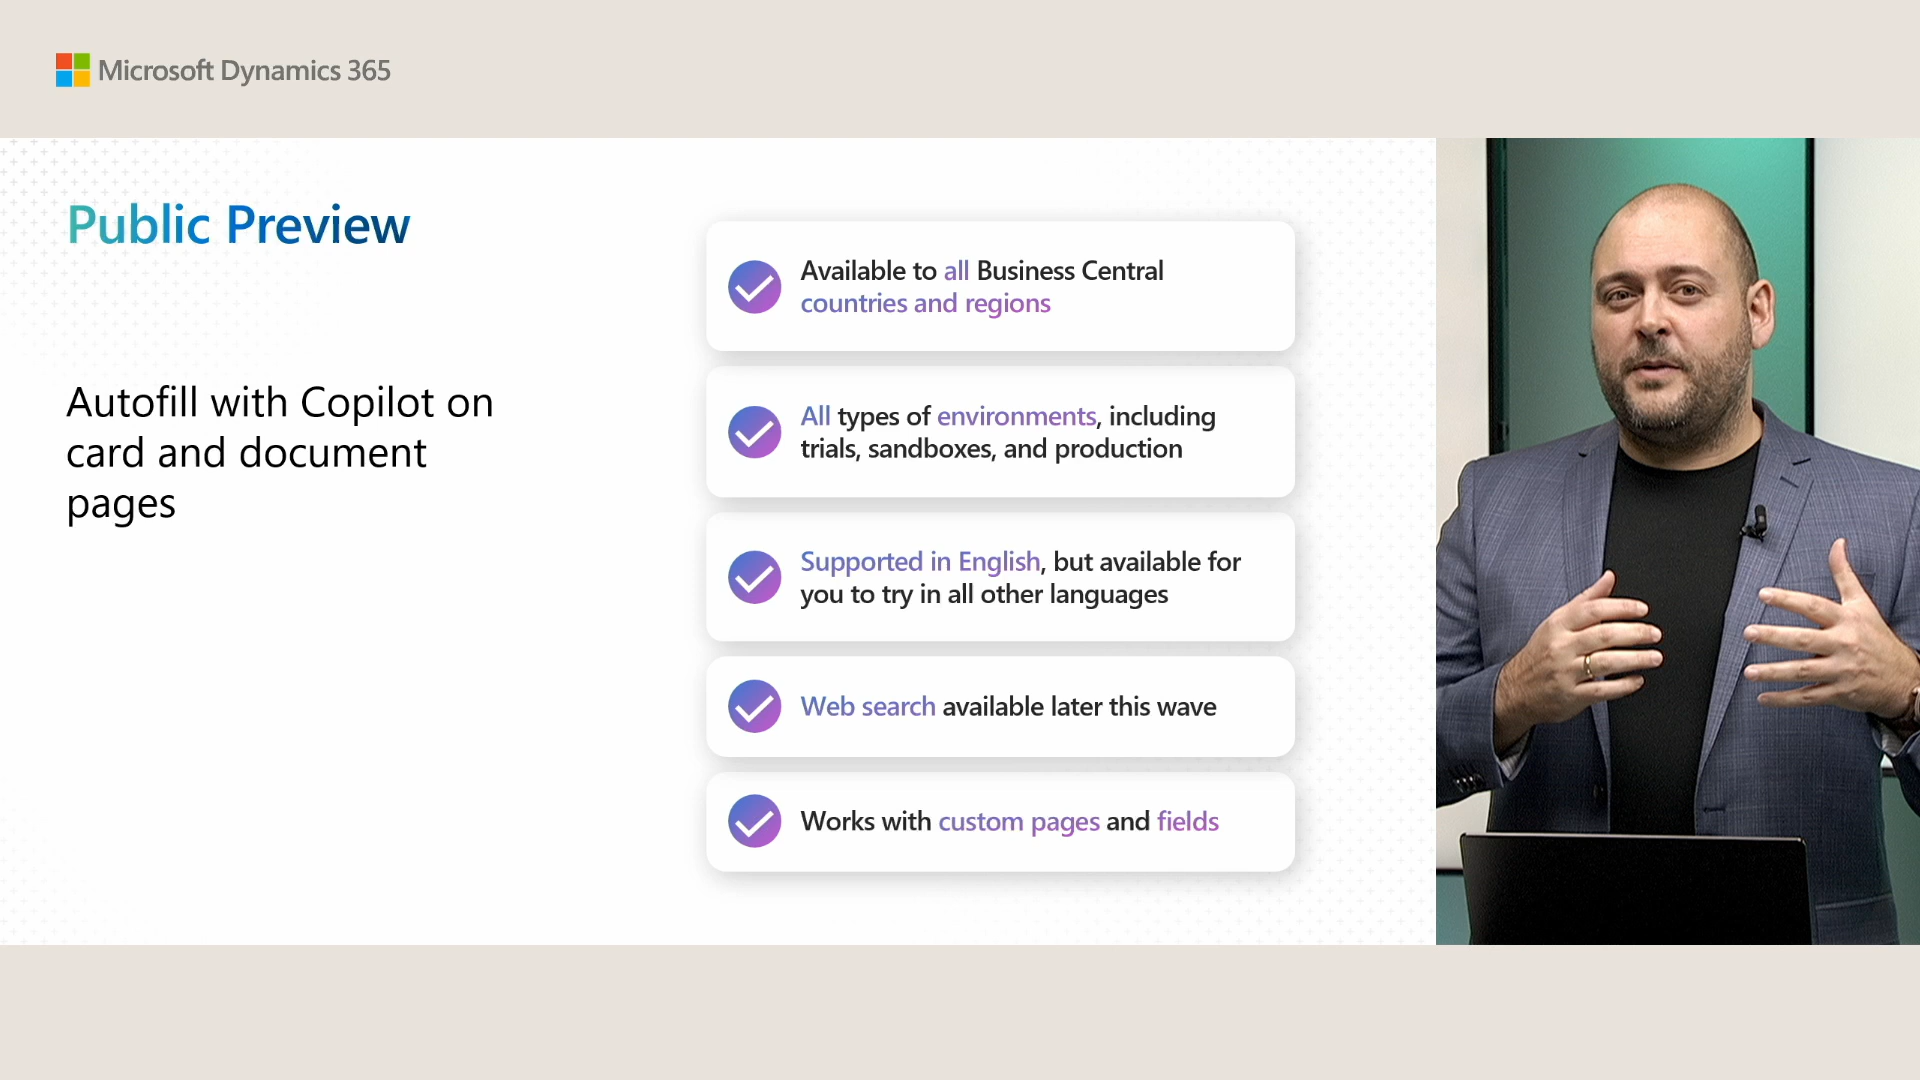 Microsoft Dynamics 365
Public Preview
Autofill with Copilot on
card and document
pages
Available to all Business Central
countries and regions
All types of environments, including
trials, sandboxes, and production
Supported in English, but available for
you to try in all other languages
Web search available later this wave
Works with custom pages and fields